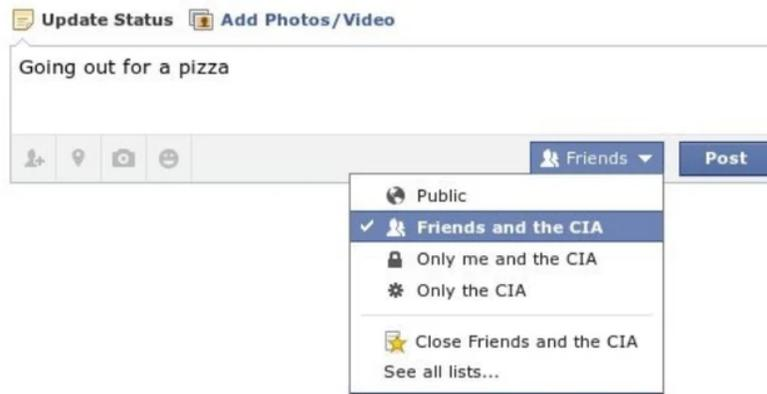 Update Status Add Photos/Video
Going out for a pizza
Friends Post
Public
Friends and the CIA
Only me and the CIA
Only the CIA
Close Friends and the CIA
See all lists...